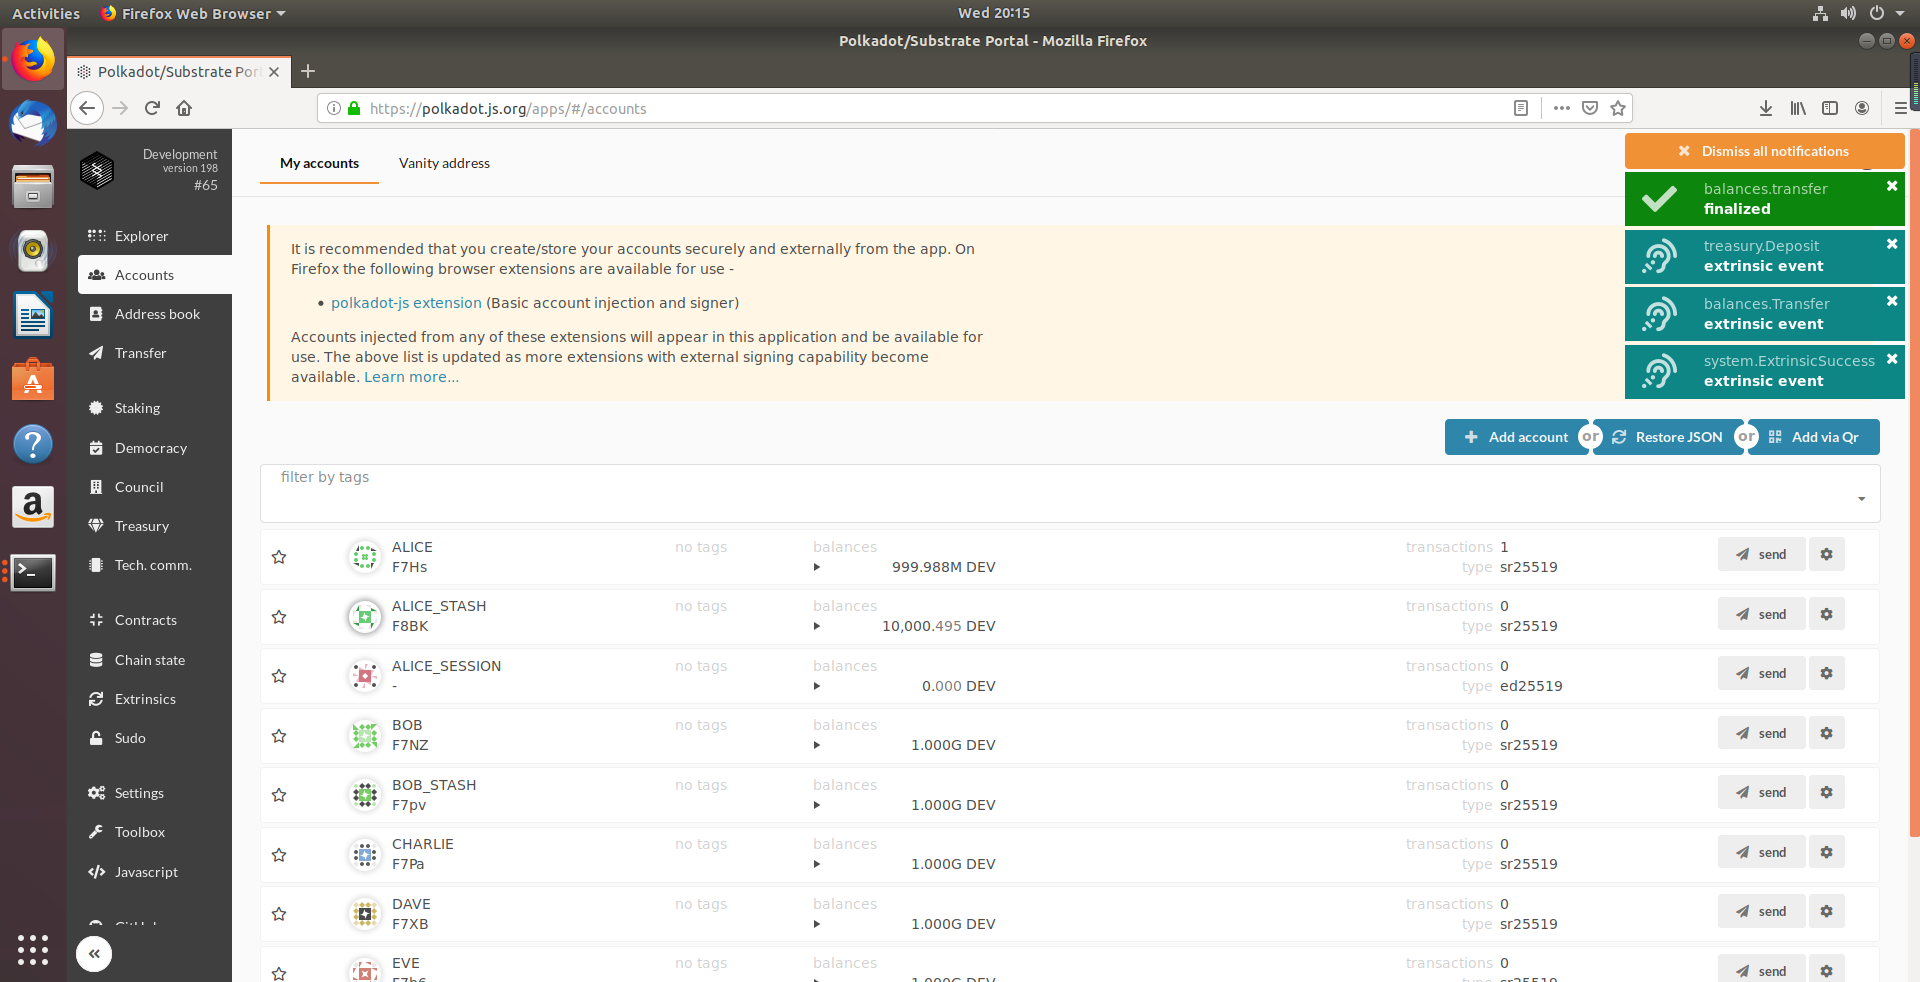 Activities
Firefox Web Browser
Wed 20:15
Polkadot/Substrate Portal - Mozilla Firefox
Polkadot/Substrate Por
https://polkadot.js.org/apps/#/accounts
Development
version 198
#65
Explorer
Accounts
Address book
Transfer
Staking
Democracy
Council
Treasury
Tech. comm.
Contracts
Chain state
Extrinsics
Sudo
Settings
Toolbox
Javascript
My accounts
Vanity address
It is recommended that you create/store your accounts securely and externally from the app. On
Firefox the following browser extensions are available for use -
• polkadot-js extension (Basic account injection and signer)
Accounts injected from any of these extensions will appear in this application and be available for
use. The above list is updated as more extensions with external signing capability become
available. Learn more...
Dismiss all notifications
balances.transfer
finalized
treasury.Deposit
extrinsic event
balances.Transfer
extrinsic event
system.ExtrinsicSuccess
extrinsic event
Add account or Restore JSON or Add via Qr
filter by tags
ALICE no tags balances transactions 1 send
F7Hs 999.988M DEV type sr25519
ALICE_STASH no tags balances transactions 0 send
F8BK 10,000.495 DEV type sr25519
ALICE_SESSION no tags balances transactions 0 send
- 0.000 DEV type ed25519
BOB no tags balances transactions 0 send
F7NZ 1.000G DEV type sr25519
BOB_STASH no tags balances transactions 0 send
F7pv 1.000G DEV type sr25519
CHARLIE no tags balances transactions 0 send
F7Pa 1.000G DEV type sr25519
DAVE no tags balances transactions 0 send
F7XB 1.000G DEV type sr25519
EVE no tags balances transactions 0 send
1.000G DEV type sr25519